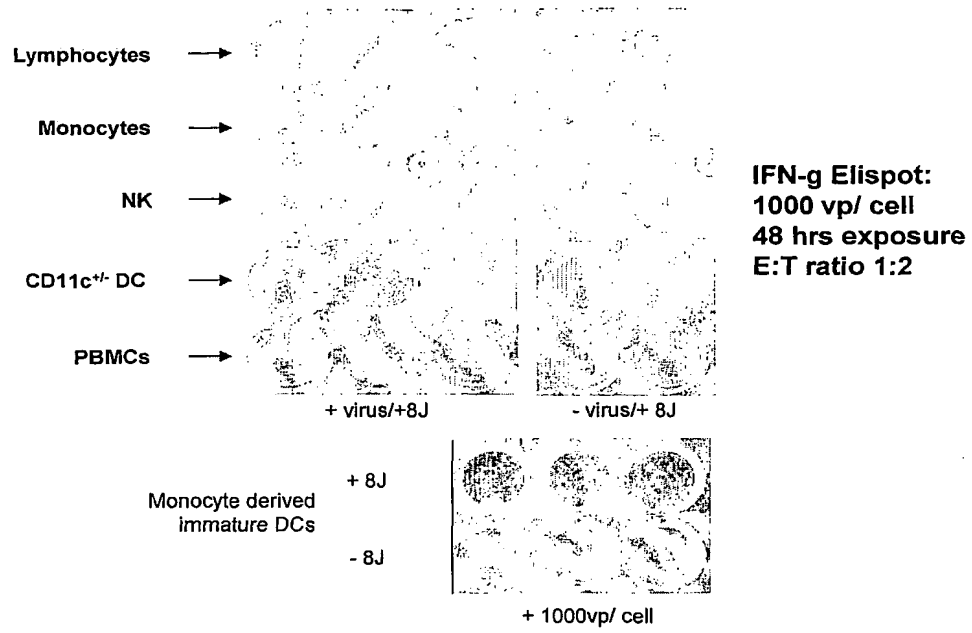 Lymphocytes
Monocytes
NK
CD11c+/- DC
PBMCs
+ virus/+8J
- virus/+ 8J
IFN-g Elispot:
1000 vp/ cell
48 hrs exposure
E:T ratio 1:2
Monocyte derived
immature DCs
+ 8J
- 8J
+ 1000vp/ cell